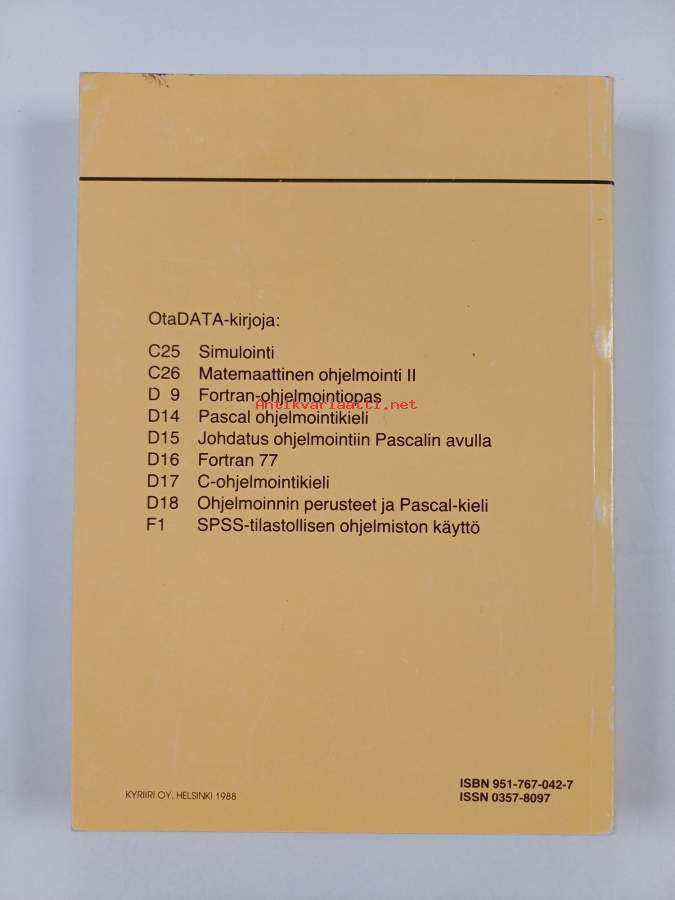 OtaDATA-kirjoja:
C25 Simulointi
C26 Matemaattinen ohjelmointi II
D 9 Fortran-ohjelmointiopas
Antikvariaatti.net
D14 Pascal ohjelmointikieli
D15 Johdatus ohjelmointiin Pascalin avulla
D16 Fortran 77
D17 C-ohjelmointikieli
D18 Ohjelmoinnin perusteet ja Pascal-kieli
F1 SPSS-tilastollisen ohjelmiston käyttö
KYRIIRI OY, HELSINKI 1988
ISBN 951-767-042-7
ISSN 0357-8097